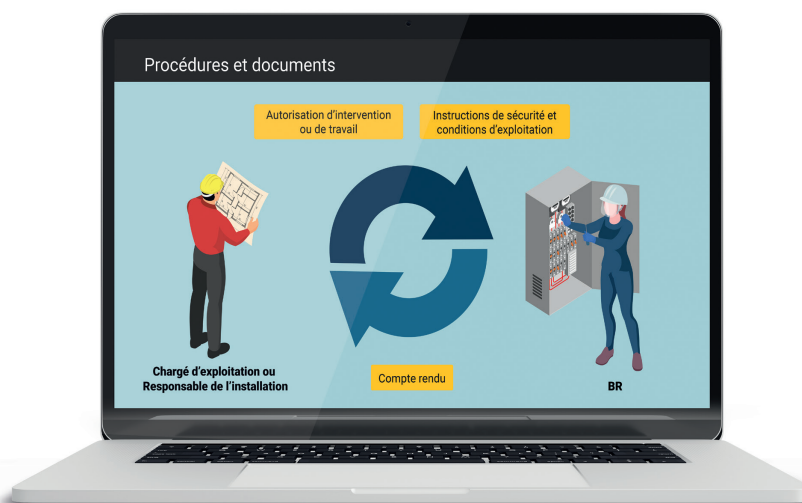 Procédures et documents
Autorisation d’intervention
ou de travail
Instructions de sécurité et
conditions d’exploitation
Chargé d’exploitation ou
Responsable de l’installation
Compte rendu
BR